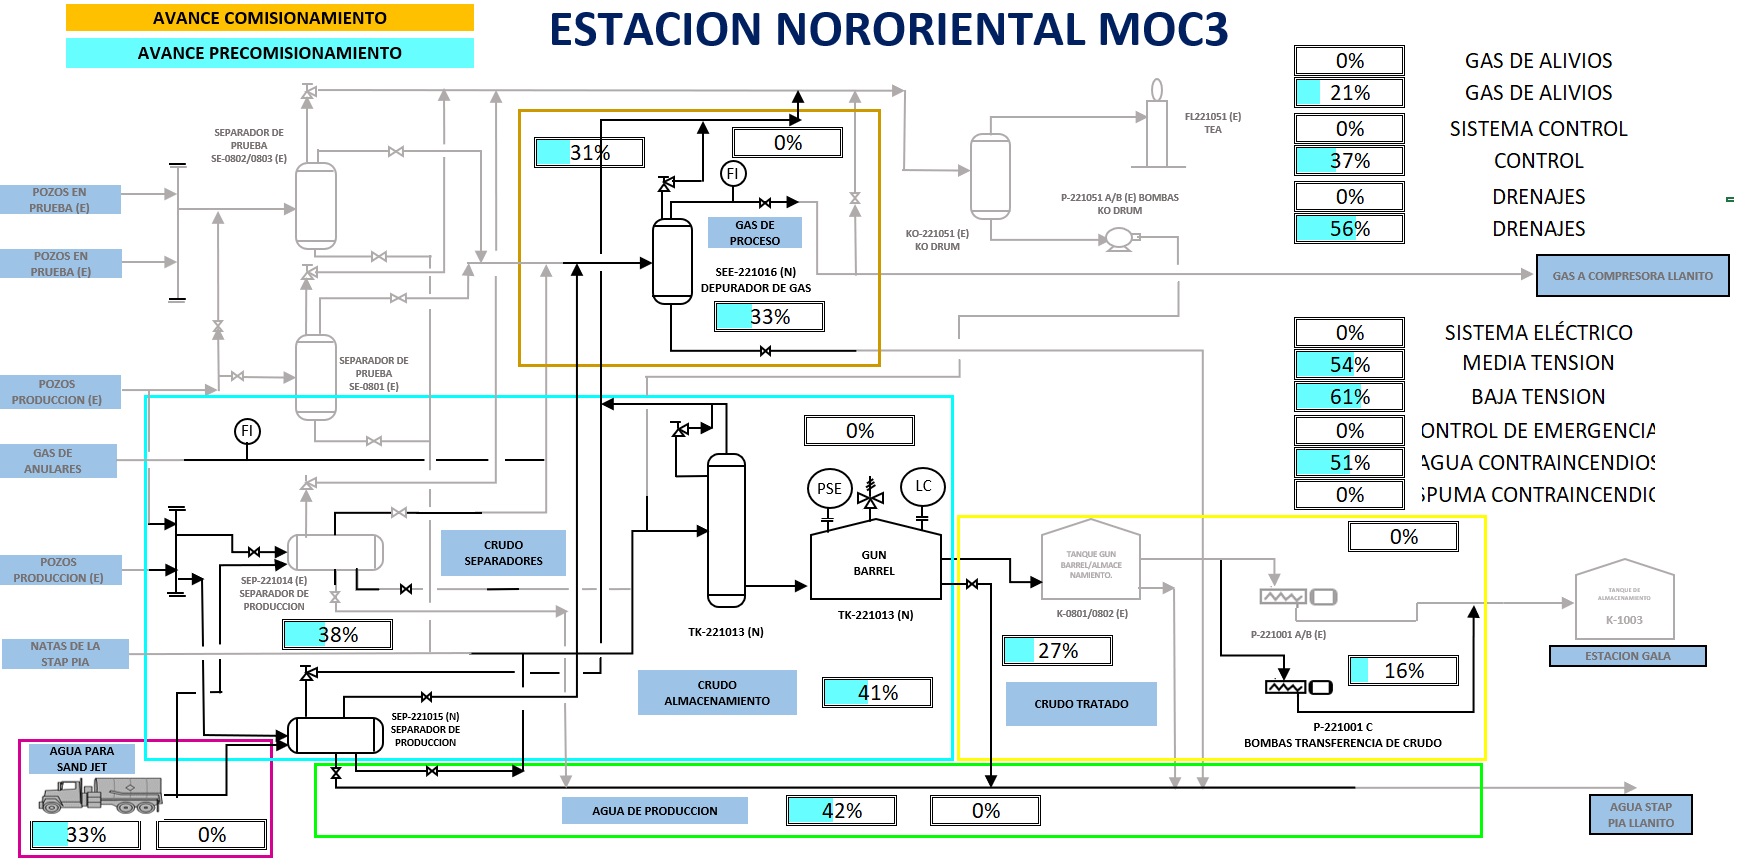 AVANCE COMISIONAMIENTO
AVANCE PRECOMISIONAMIENTO
ESTACION NORORIENTAL MOC3
0% GAS DE ALIVIOS
21% GAS DE ALIVIOS
0% SISTEMA CONTROL
37% CONTROL
0% DRENAJES
56% DRENAJES
SEPARADOR DE
PRUEBA
SE-0802/0803 (E)
31%
0%
FI
FL221051 (E)
TEA
POZOS EN
PRUEBA (E)
P-221051 A/B (E) BOMBAS
KO DRUM
GAS DE
PROCESO
KO-221051 (E)
KO DRUM
POZOS EN
PRUEBA (E)
SEE-221016 (N)
DEPURADOR DE GAS
GAS A COMPRESORA LLANITO
33%
0% SISTEMA ELÉCTRICO
54% MEDIA TENSION
61% BAJA TENSION
0% ONTROL DE EMERGENCIA
51% AGUA CONTRAINCENDIOS
0% SPUMA CONTRAINCENDIO
SEPARADOR DE
PRUEBA
SE-0801 (E)
POZOS
PRODUCCION (E)
FI
0%
GAS DE
ANULARES
PSE
LC
CRUDO
SEPARADORES
GUN
BARREL
TANQUE GUN
BARREL/ALMACE
NAMIENTO.
0%
POZOS
PRODUCCION (E)
SEP-221014 (E)
SEPARADOR DE
PRODUCCION
TK-221013 (N)
TK-221013 (N)
K-0801/0802 (E)
P-221001 A/B (E)
TANQUE DE
ALMACENAMIENTO
K-1003
38%
NATAS DE LA
STAP PIA
27%
16%
ESTACION GALA
CRUDO
ALMACENAMIENTO
41%
CRUDO TRATADO
SEP-221015 (N)
SEPARADOR DE
PRODUCCION
P-221001 C
BOMBAS TRANSFERENCIA DE CRUDO
AGUA PARA
SAND JET
33%
0%
AGUA DE PRODUCCION
42%
0%
AGUA STAP
PIA LLANITO